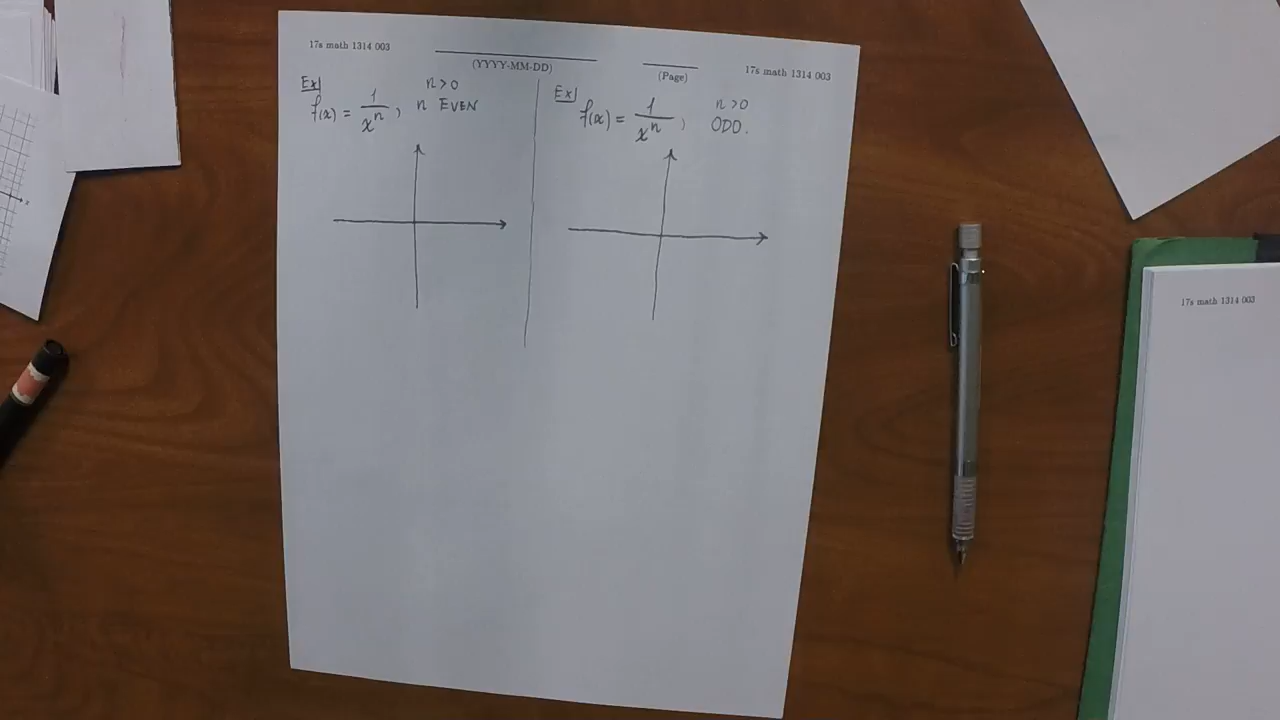 17s math 1314 003
(YYYY-MM-DD)
(Page)
17s math 1314 003
Ex|
f(x) = 1/x^n, n > 0
n EVEN
Ex|
f(x) = 1/x^n, n > 0
ODD.
17s math 1314 003